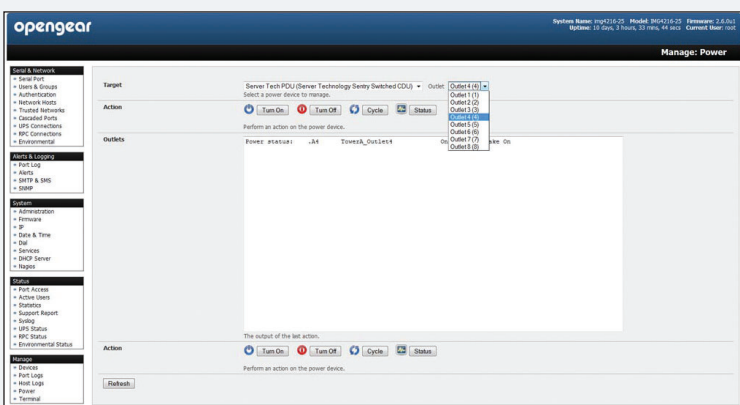 opengear
System Name: img4216-25 Model: IMG4216-25 Firmware: 2.6.0u1
Uptime: 10 days, 3 hours, 33 mins, 44 secs Current User: root
Manage: Power
Serial & Network
» Serial Port
» Users & Groups
» Authentication
» Network Hosts
» Trusted Networks
» Cascaded Ports
» UPS Connections
» RPC Connections
» Environmental
Alerts & Logging
» Port Log
» Alerts
» SMTP & SMS
» SNMP
System
» Administration
» Firmware
» IP
» Date & Time
» Dial
» Services
» DHCP Server
» Nagios
Status
» Port Access
» Active Users
» Statistics
» Support Report
» Syslog
» UPS Status
» RPC Status
» Environmental Status
Manage
» Devices
» Port Logs
» Host Logs
» Power
» Terminal
Target
Server Tech PDU (Server Technology Sentry Switched CDU) Outlet Outlet 4 (4)
Select a power device to manage.
Outlet 1 (1)
Outlet 2 (2)
Outlet 3 (3)
Outlet 4 (4)
Outlet 5 (5)
Outlet 6 (6)
Outlet 7 (7)
Outlet 8 (8)
Action
Turn On Turn Off Cycle Status
Perform an action on the power device.
Outlets
Power status: .A4 TowerA_Outlet4 On On
The output of the last action.
Action
Turn On Turn Off Cycle Status
Perform an action on the power device.
Refresh